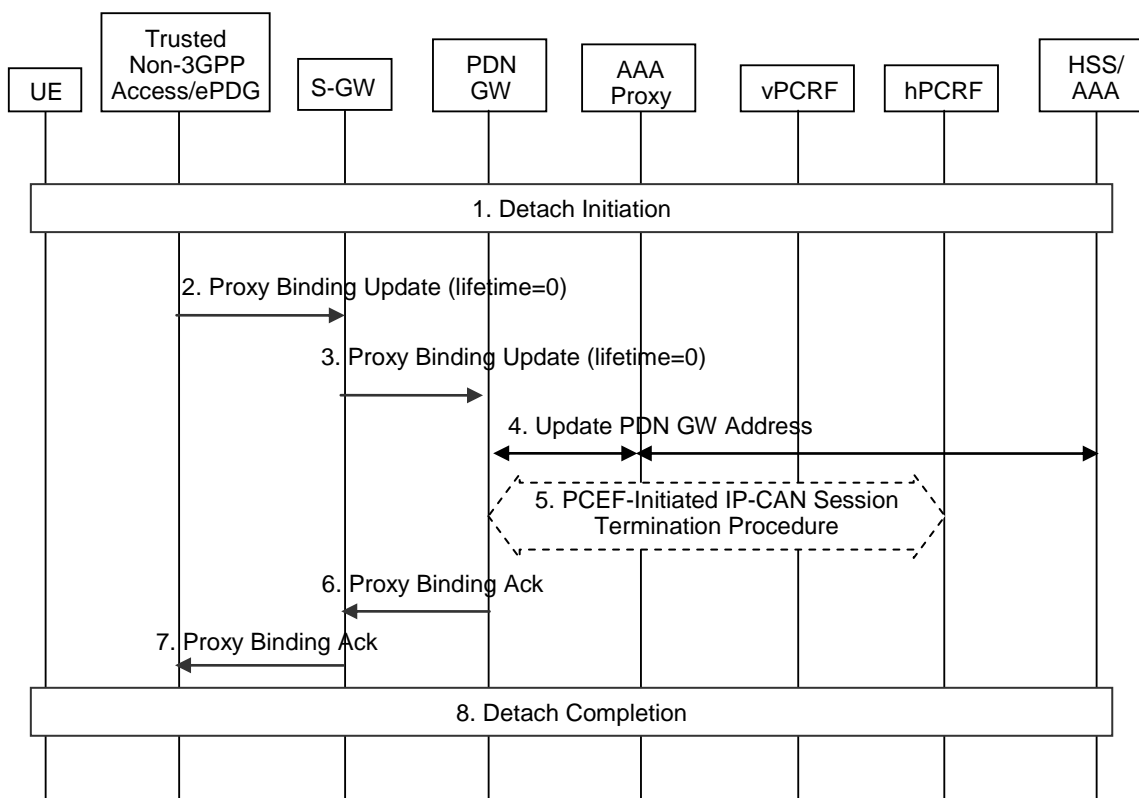 UE
Trusted
Non-3GPP
Access/ePDG
S-GW
PDN
GW
AAA
Proxy
vPCRF
hPCRF
HSS/
AAA
1. Detach Initiation
2. Proxy Binding Update (lifetime=0)
3. Proxy Binding Update (lifetime=0)
4. Update PDN GW Address
5. PCEF-Initiated IP-CAN Session
Termination Procedure
6. Proxy Binding Ack
7. Proxy Binding Ack
8. Detach Completion